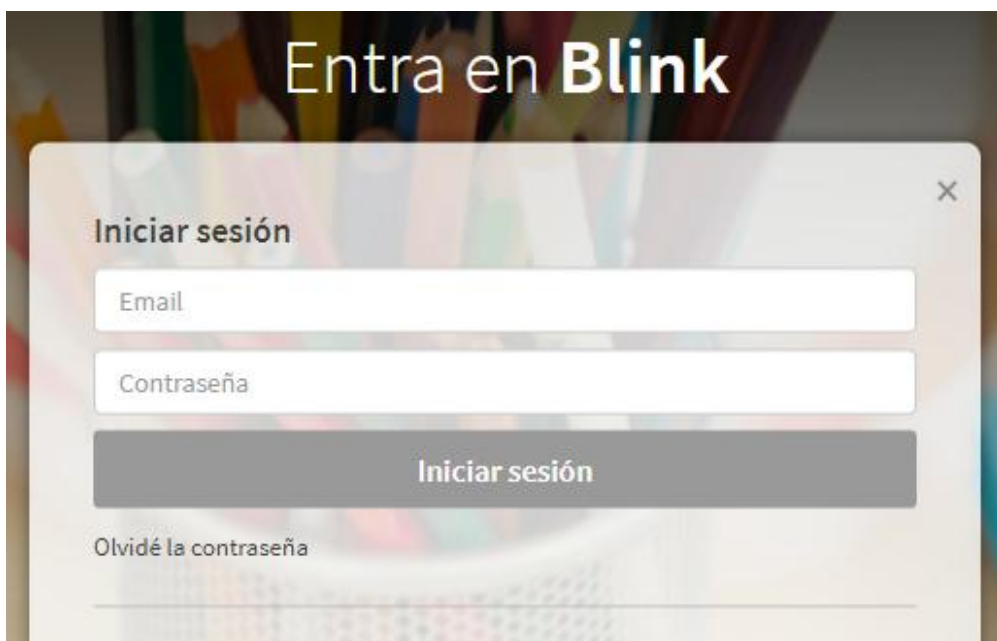 Entra en Blink
Iniciar sesión
Email
Contraseña
Iniciar sesión
Olvidé la contraseña